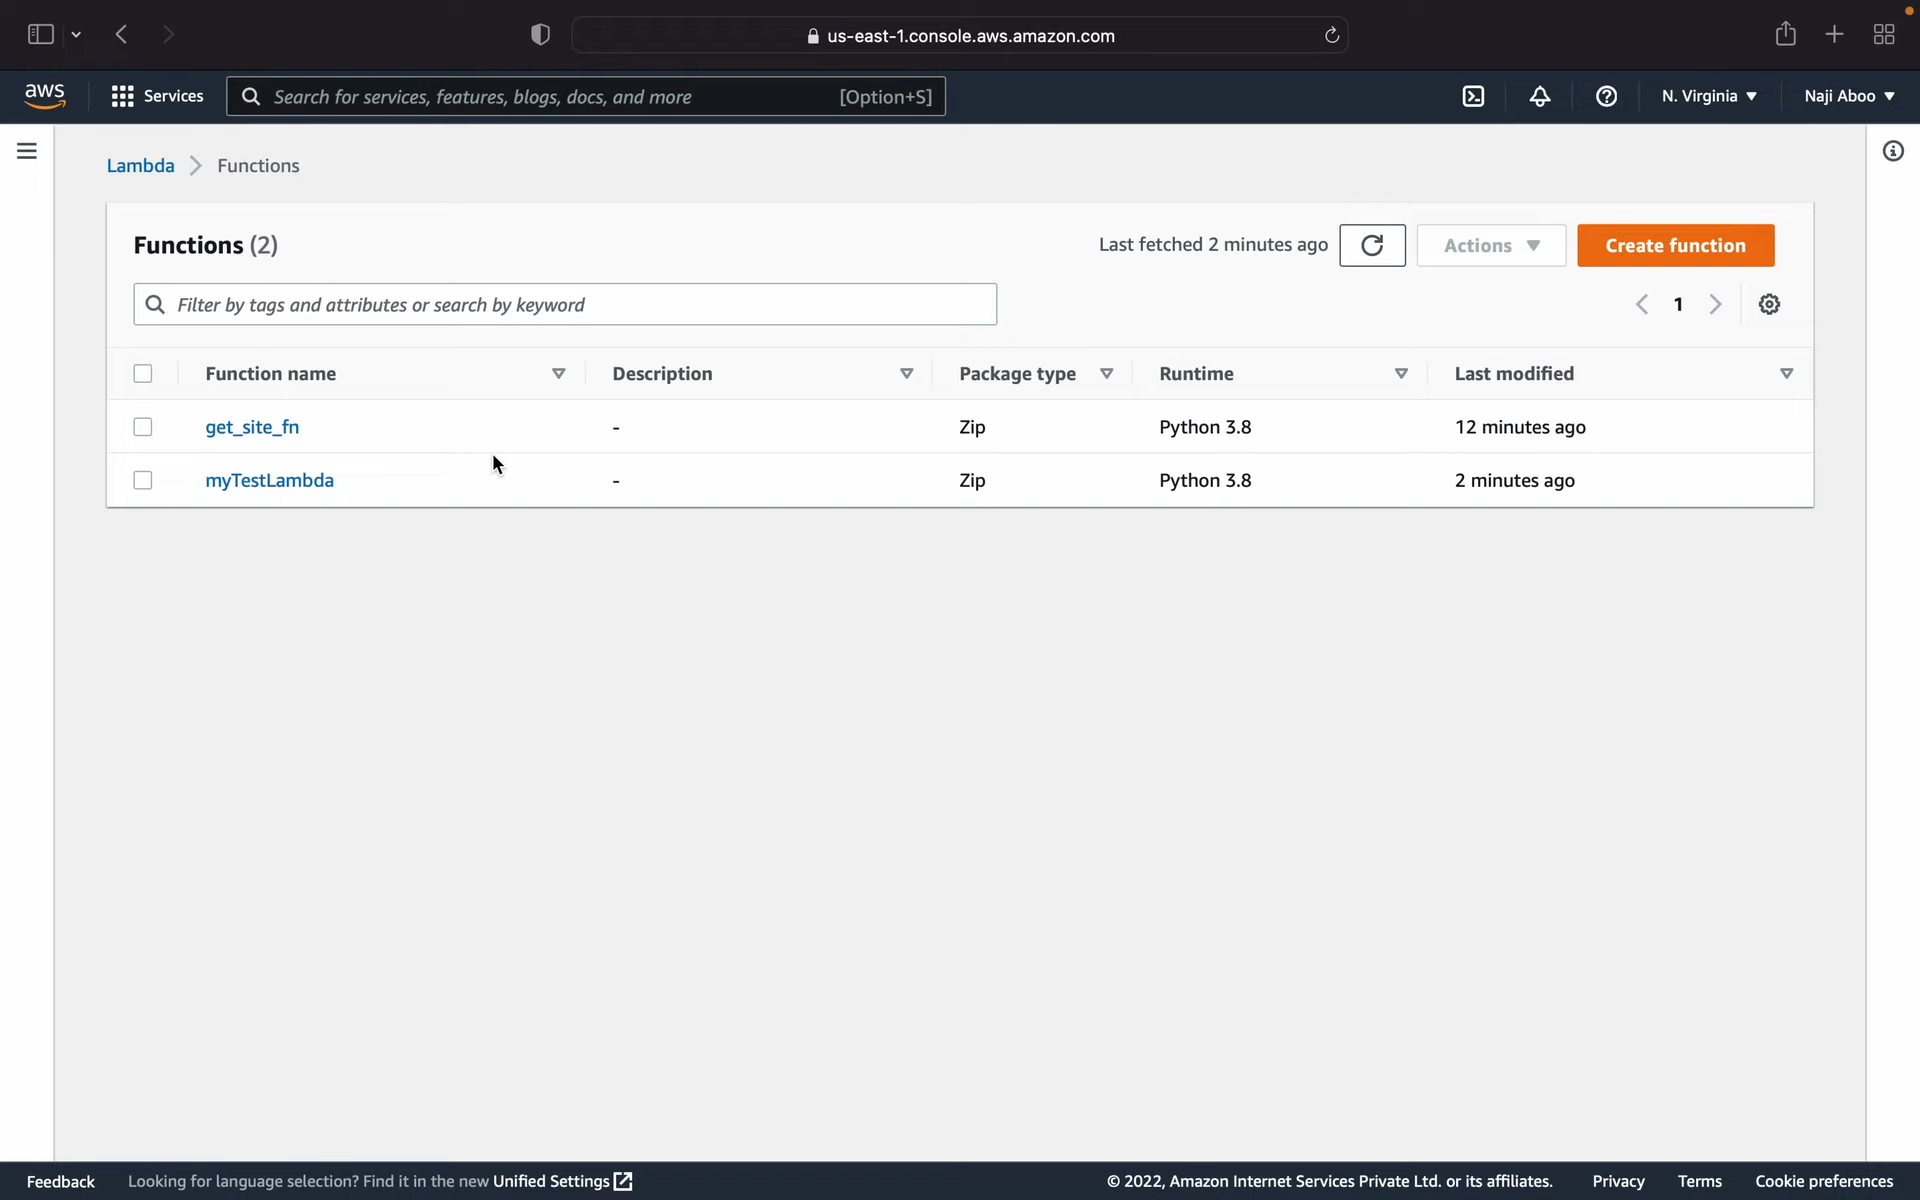 us-east-1.console.aws.amazon.com
aws Services Search for services, features, blogs, docs, and more [Option+S] N. Virginia Naji Aboo
Lambda Functions
Functions (2) Last fetched 2 minutes ago Actions Create function
Filter by tags and attributes or search by keyword 1
Function name Description Package type Runtime Last modified
get_site_fn - Zip Python 3.8 12 minutes ago
myTestLambda - Zip Python 3.8 2 minutes ago
Feedback Looking for language selection? Find it in the new Unified Settings © 2022, Amazon Internet Services Private Ltd. or its affiliates. Privacy Terms Cookie preferences